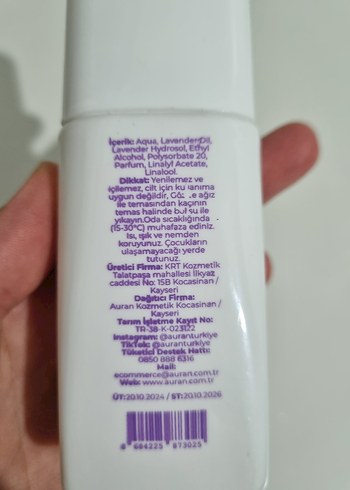 İçerik: Aqua, Lavender Oil,
Lavender Hydrosol, Ethyl
Alcohol, Polysorbate 20,
Parfum, Linalyl Acetate,
Linalool.
Dikkat: Yenilemez ve
içilemez, cilt için ku anıma
uygun değildir, Gö e ağız
ile temasından kaçının
temas halinde bol su ile
yıkayın.Oda sıcaklığında
(15-30°C) muhafaza ediniz.
Isı, ışık ve nemden
koruyunuz. Çocukların
ulaşamayacağı yerde
tutunuz.
Üretici Firma: KRT Kozmetik
Talatpaşa mahallesi İlkyaz
caddesi No: 15B Kocasinan /
Kayseri
Dağıtıcı Firma:
Auran Kozmetik Kocasinan /
Kayseri
Tarım İşletme Kayıt No:
TR-38-K-023122
Instagram: @auranturkiye
TikTok: @auranturkiye
Tüketici Destek Hattı:
0850 888 6316
Mail:
ecommerce@auran.com.tr
Web: www.auran.com.tr
ÜT:20.10.2024 / ST:20.10.2026
8 684225 873025